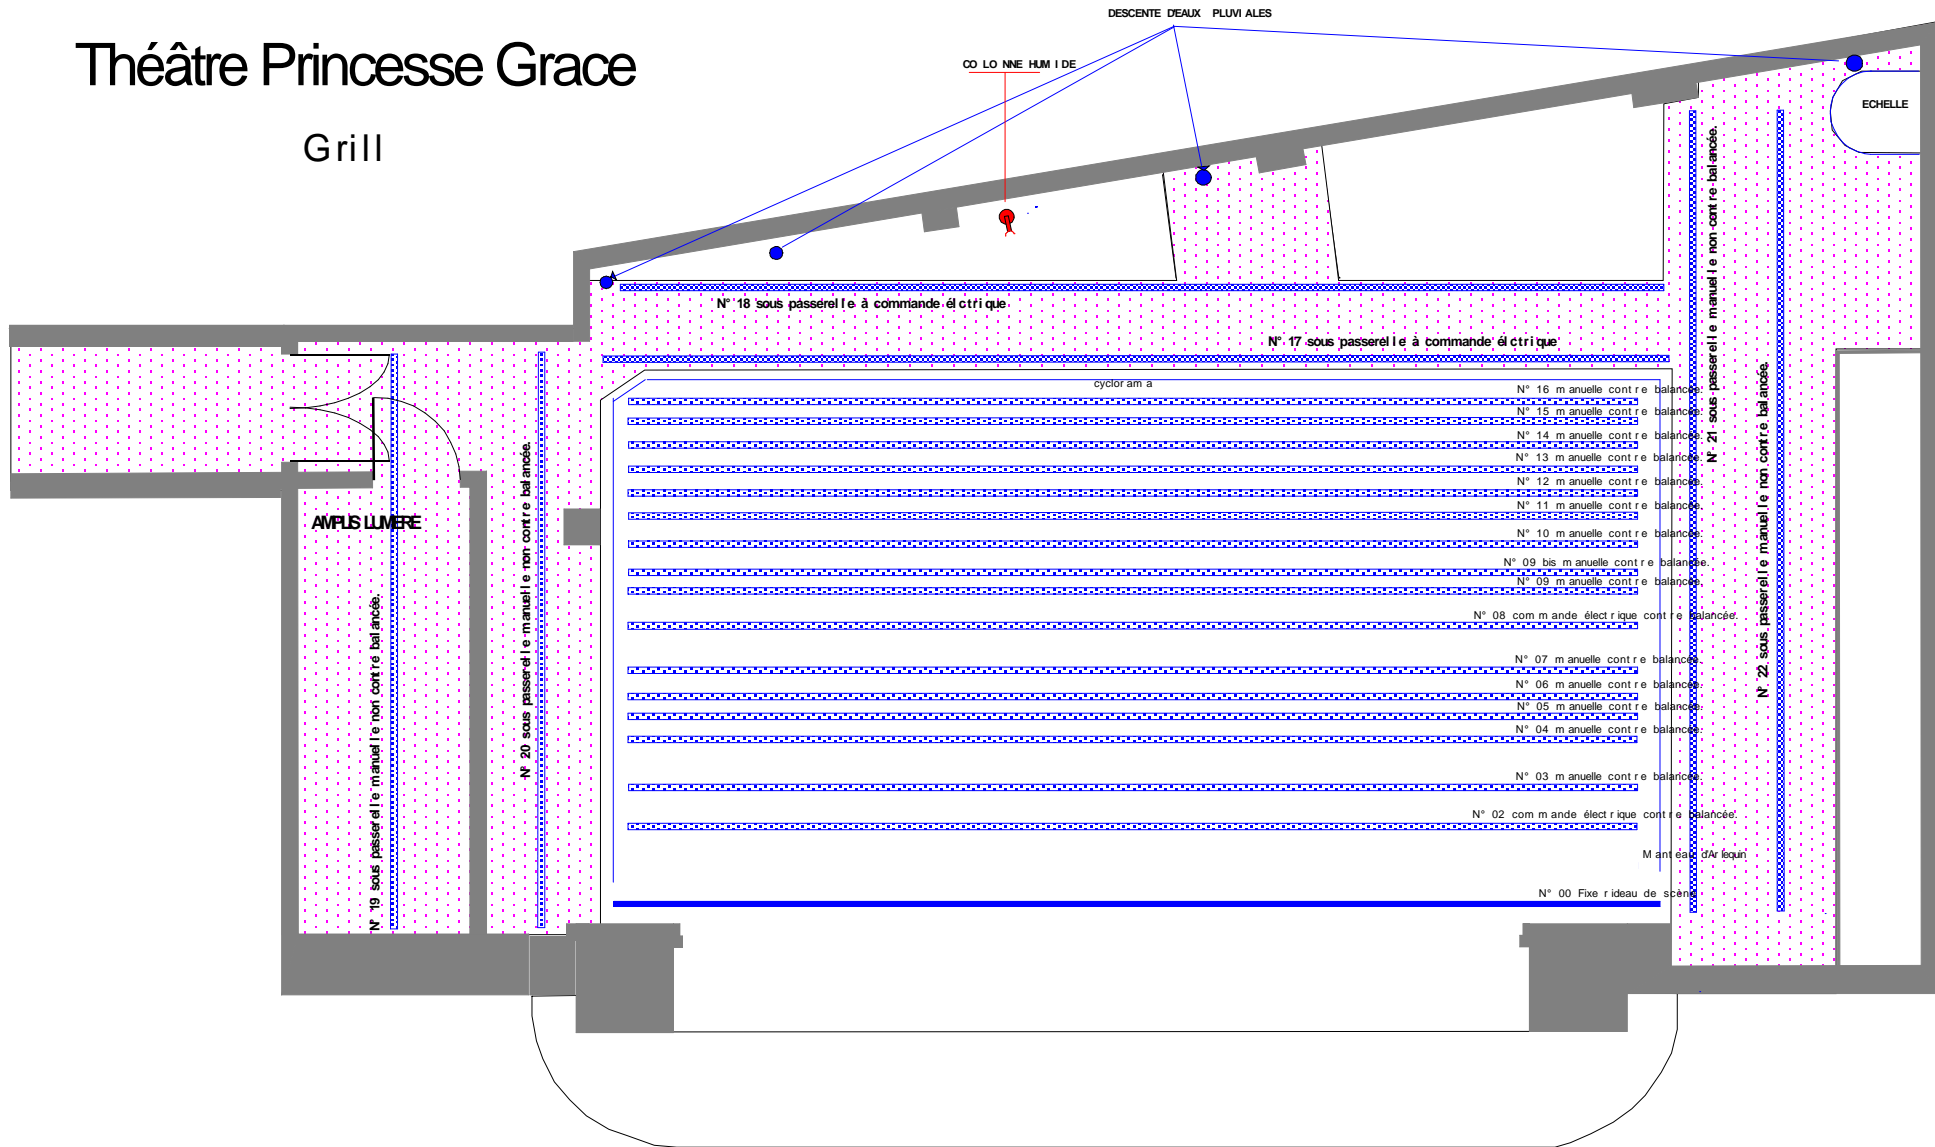 DESCENTE D'EAUX PLUVIALES
Théâtre Princesse Grace
COLONNE HUMIDE
ECHELLE
Grill
N° 18 sous passerelle à commande élctrique
N° 17 sous passerelle à commande élctrique
cyclorama
N° 16 manuelle contre balancée.
N° 15 manuelle contre balancée.
N° 14 manuelle contre balancée.
N° 13 manuelle contre balancée.
N° 12 manuelle contre balancée.
N° 11 manuelle contre balancée.
N° 10 manuelle contre balancée.
N° 09 bis manuelle contre balancée.
N° 09 manuelle contre balancée.
N° 08 commande électrique contre balancée.
N° 07 manuelle contre balancée.
N° 06 manuelle contre balancée.
N° 05 manuelle contre balancée.
N° 04 manuelle contre balancée.
N° 03 manuelle contre balancée.
N° 02 commande électrique contre balancée.
Manteau d'Arlequin
N° 00 Fixe rideau de scène
AMPLIS LUMIERE
N° 19 sous passerelle manuelle non contre balancée.
N° 20 sous passerelle manuelle non contre balancée.
N° 21 sous passerelle manuelle non contre balancée.
N° 22 sous passerelle manuelle non contre balancée.